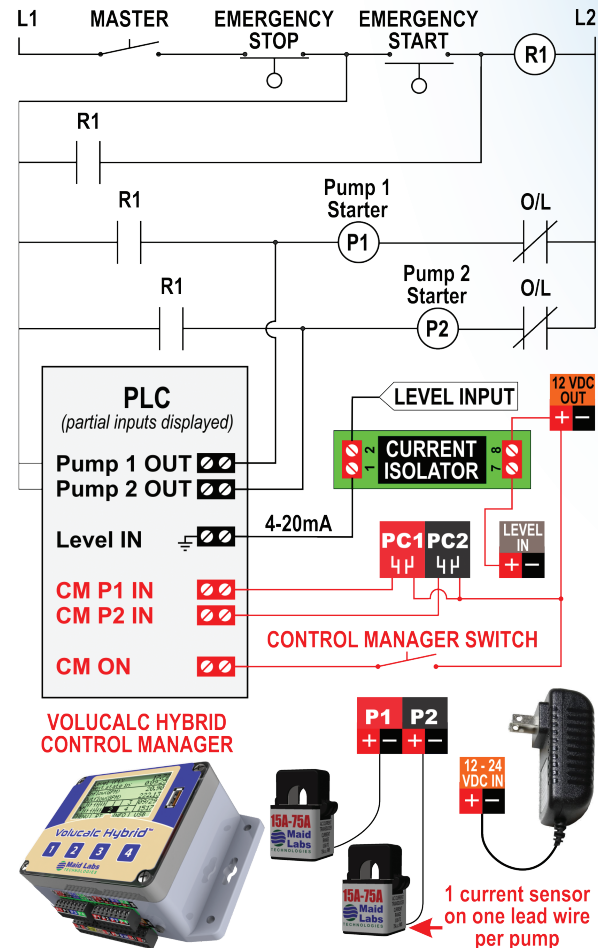 L1
MASTER
EMERGENCY
STOP
EMERGENCY
START
L2
R1
R1
R1
Pump 1
Starter
P1
O/L
R1
Pump 2
Starter
P2
O/L
PLC
(partial inputs displayed)
Pump 1 OUT
Pump 2 OUT
Level IN
4-20mA
CM P1 IN
CM P2 IN
CM ON
LEVEL INPUT
12 VDC
OUT
+ −
2
1
CURRENT
ISOLATOR
8
7
LEVEL
IN
+ −
PC1 PC2
CONTROL MANAGER SWITCH
VOLUCALC HYBRID
CONTROL MANAGER
Volucalc Hybrid™
1 2 3 4
Maid Labs
TECHNOLOGIES
P1 P2
+ − + −
12 - 24
VDC IN
+ −
15A-75A
Maid
Labs
TECHNOLOGIES
15A-75A
Maid
Labs
TECHNOLOGIES
1 current sensor
on one lead wire
per pump